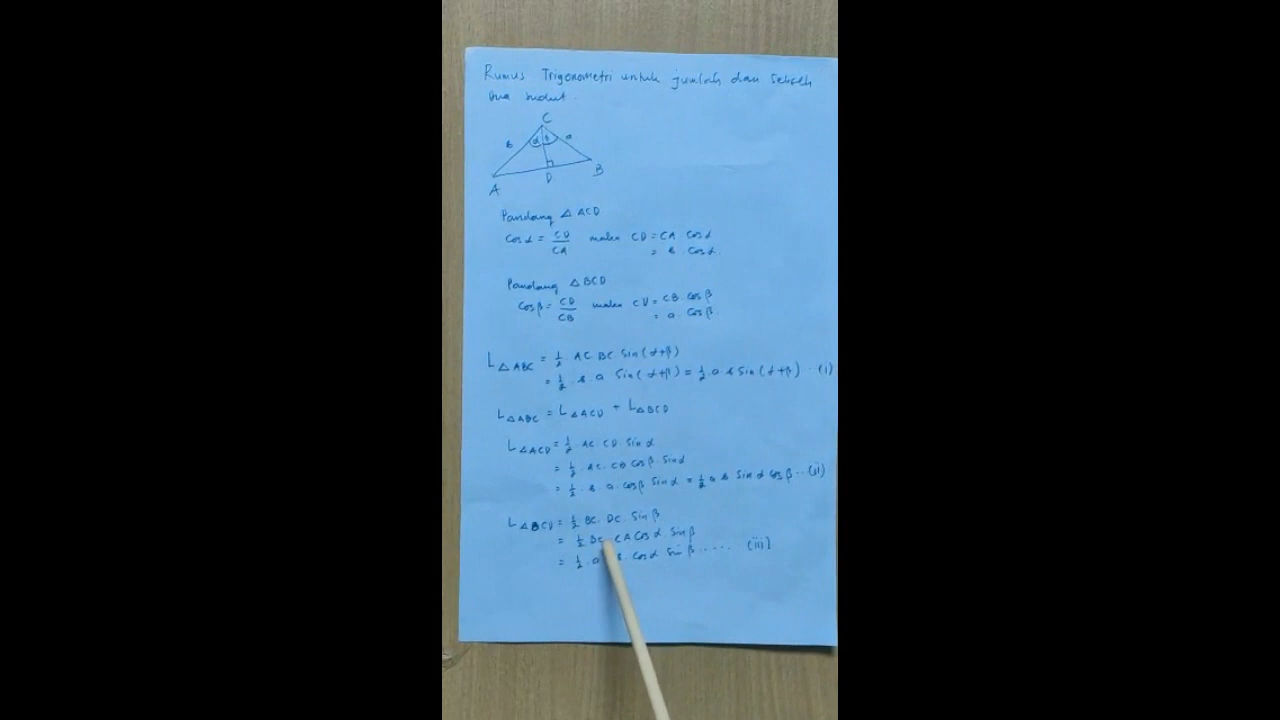 Rumus Trigonometri untuk jumlah dan selisih
Dua sudut.
C
b α β a
A D B
Pandang △ ACD
Cos α = CD/CA maka CD = CA Cos α
= b Cos α.
Pandang △ BCD
Cos β = CD/CB maka CD = CB Cos β
= a. Cos β.
L△ABC = 1/2. AC BC Sin(α+β)
= 1/2. b. a Sin(α+β) = 1/2 a b Sin(α+β) ..(i)
L△ABC = L△ACD + L△BCD
L△ACD = 1/2. AC. CD. Sin α
= 1/2. AC. CB Cos β Sin α
= 1/2. b. a. Cos β Sin α = 1/2 a b Sin α Cos β ...(ii)
L△BCD = 1/2 BC. DC. Sin β
= 1/2 BC. CA Cos α. Sin β
= 1/2. a b. Cos α Sin β ..... (iii)